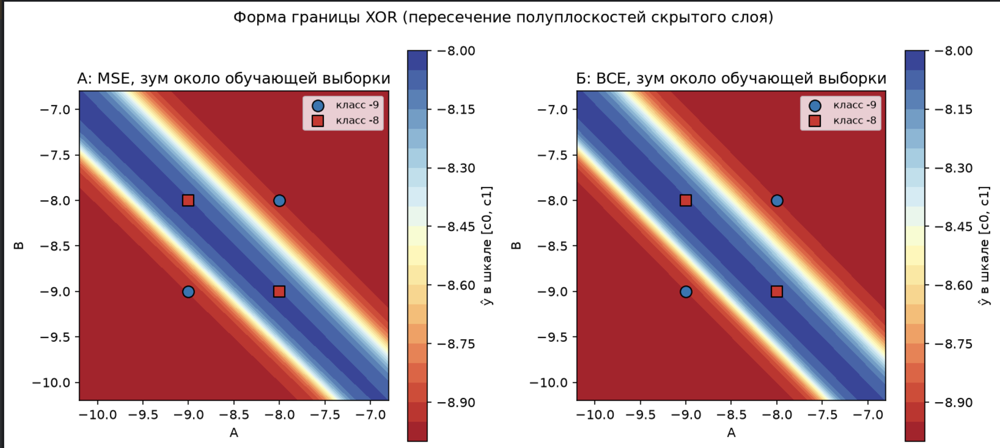 Форма границы XOR (пересечение полуплоскостей скрытого слоя)
А: MSE, зум около обучающей выборки
класс -9
класс -8
−7.0
−7.5
−8.0
−8.5
−9.0
−9.5
−10.0
B
−10.0 −9.5 −9.0 −8.5 −8.0 −7.5 −7.0
A
−8.00
−8.15
−8.30
−8.45
−8.60
−8.75
−8.90
ŷ в шкале [c0, c1]
Б: BCE, зум около обучающей выборки
класс -9
класс -8
−7.0
−7.5
−8.0
−8.5
−9.0
−9.5
−10.0
B
−10.0 −9.5 −9.0 −8.5 −8.0 −7.5 −7.0
A
−8.00
−8.15
−8.30
−8.45
−8.60
−8.75
−8.90
ŷ в шкале [c0, c1]